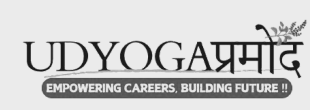 UDYOGAप्रमोद
EMPOWERING CAREERS, BUILDING FUTURE !!